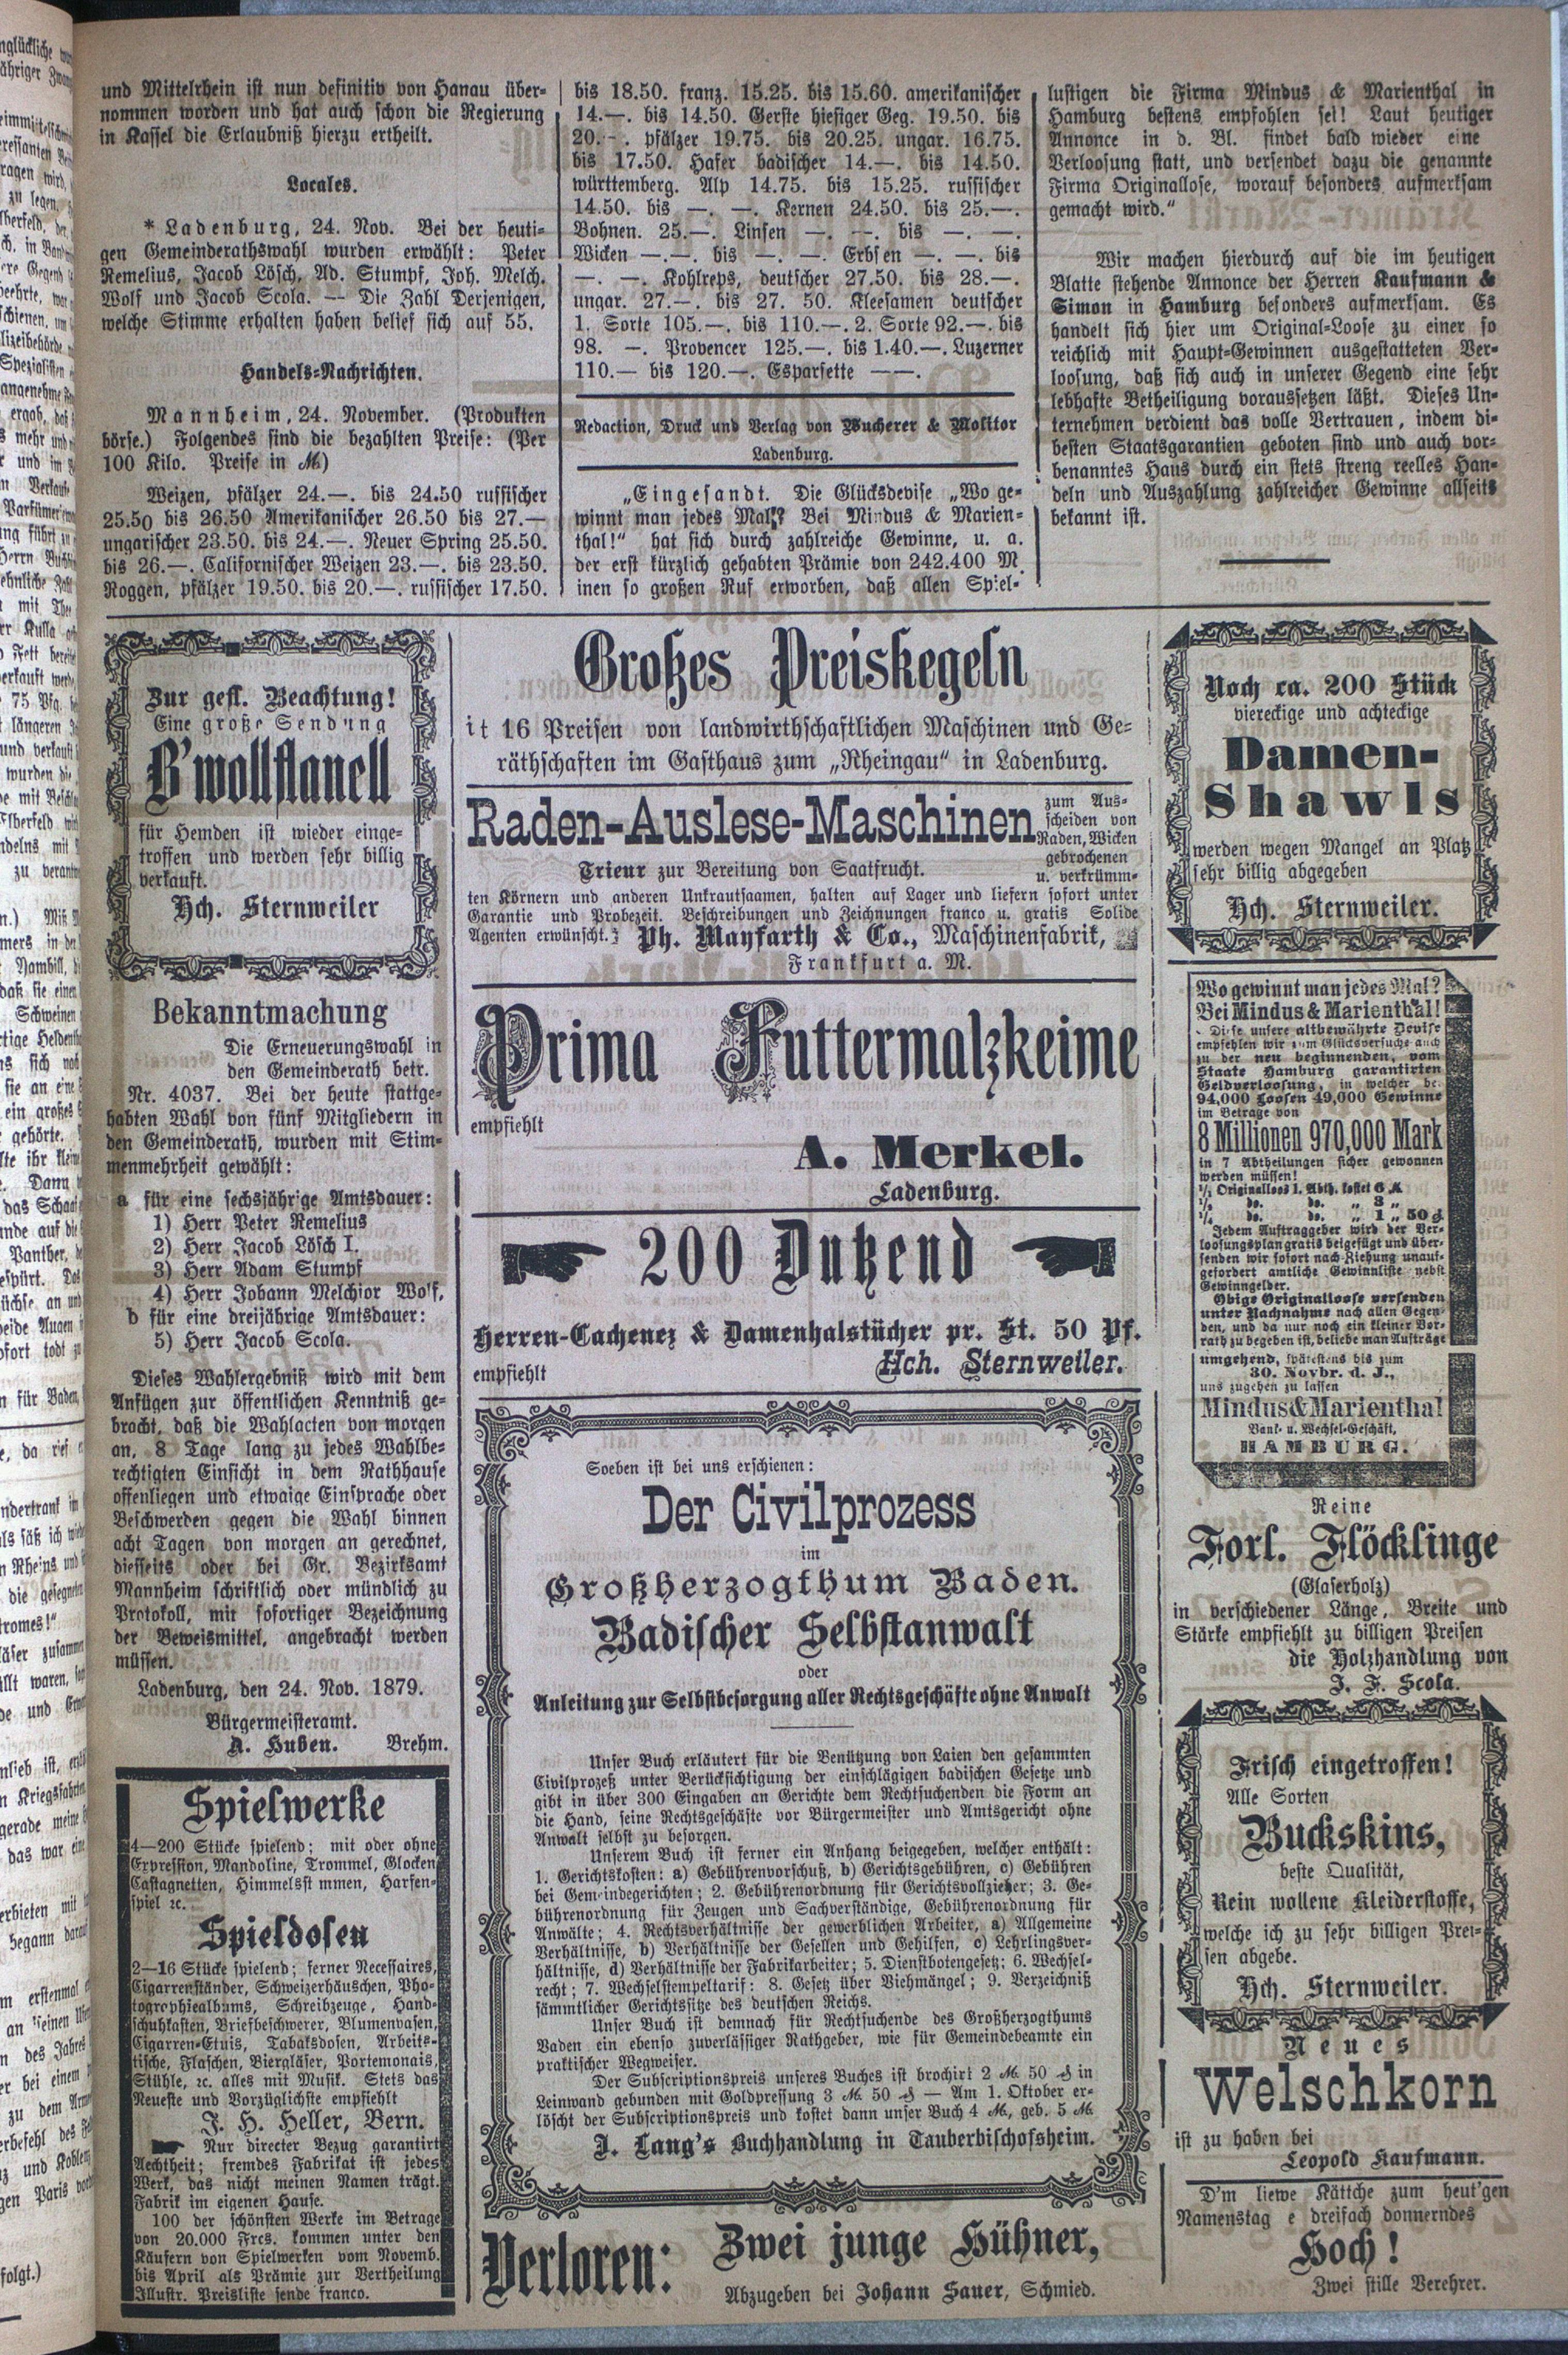 und Mittelrhein ist nun definitiv von Hanau über-
nommen worden und hat auch schon die Regierung
in Kassel die Erlaubniß hierzu ertheilt.
Locales.
* Ladenburg, 24. Nov. Bei der heuti-
gen Gemeinderathswahl wurden erwählt: Peter
Remelius, Jacob Lösch, Ad. Stumpf, Joh. Melch.
Wolf und Jacob Scola. — Die Zahl Derjenigen,
welche Stimme erhalten haben belief sich auf 55.
Handels-Nachrichten.
Mannheim, 24. November. (Produkten
börse.) Folgendes sind die bezahlten Preise: (Per
100 Kilo. Preise in M.)
Weizen, pfälzer 24.—. bis 24.50 russischer
25.50 bis 26.50 Amerikanischer 26.50 bis 27.—
ungarischer 23.50. bis 24.—. Neuer Spring 25.50.
bis 26.—. Californischer Weizen 23.—. bis 23.50.
Roggen, pfälzer 19.50. bis 20.—. russischer 17.50.
bis 18.50. franz. 15.25. bis 15.60. amerikanischer
14.—. bis 14.50. Gerste hiesiger Geg. 19.50. bis
20.—. pfälzer 19.75. bis 20.25. ungar. 16.75.
bis 17.50. Hafer badischer 14.—. bis 14.50.
württemberg. Alp 14.75. bis 15.25. russischer
14.50. bis —. —. Kernen 24.50. bis 25.—.
Bohnen. 25.—. Linsen —. —. bis —. —.
Wicken —.—. bis —. —. Erbsen —. —. bis
—. —. Kohlreps, deutscher 27.50. bis 28.—.
ungar. 27.—. bis 27. 50. Kleesamen deutscher
1. Sorte 105.—. bis 110.—. 2. Sorte 92.—. bis
98. —. Provencer 125.—. bis 1.40.—. Luzerner
110.— bis 120.—. Esparsette ——.
Redaction, Druck und Verlag von Bucherer & Molitor
Ladenburg.
„Eingesandt. Die Glücksdevise „Wo ge-
winnt man jedes Mal? Bei Mindus & Marien-
thal!“ hat sich durch zahlreiche Gewinne, u. a.
der erst kürzlich gehabten Prämie von 242.400 M.
inen so großen Ruf erworben, daß allen Spiel-
lustigen die Firma Mindus & Marienthal in
Hamburg bestens empfohlen sei! Laut heutiger
Annonce in d. Bl. findet bald wieder eine
Verloosung statt, und versendet dazu die genannte
Firma Originallose, worauf besonders aufmerksam
gemacht wird.“
Wir machen hierdurch auf die im heutigen
Blatte stehende Annonce der Herren Kaufmann &
Simon in Hamburg besonders aufmerksam. Es
handelt sich hier um Original-Loose zu einer so
reichlich mit Haupt-Gewinnen ausgestatteten Ver-
loosung, daß sich auch in unserer Gegend eine sehr
lebhafte Betheiligung voraussetzen läßt. Dieses Un-
ternehmen verdient das volle Vertrauen, indem di-
besten Staatsgarantien geboten sind und auch vor-
benanntes Haus durch ein stets streng reelles Han-
deln und Auszahlung zahlreicher Gewinne allseits
bekannt ist.
Zur gefl. Beachtung!
Eine große Sendung
B'wollflanell
für Hemden ist wieder einge-
troffen und werden sehr billig
verkauft.
Hch. Sternweiler
Bekanntmachung
Die Erneuerungswahl in
den Gemeinderath betr.
Nr. 4037. Bei der heute stattge-
habten Wahl von fünf Mitgliedern in
den Gemeinderath, wurden mit Stim-
menmehrheit gewählt:
a für eine sechsjährige Amtsdauer:
1) Herr Peter Remelius
2) Herr Jacob Lösch I.
3) Herr Adam Stumpf
4) Herr Johann Melchior Wolf,
b für eine dreijährige Amtsdauer:
5) Herr Jacob Scola.
Dieses Wahlergebniß wird mit dem
Anfügen zur öffentlichen Kenntniß ge-
bracht, daß die Wahlacten von morgen
an, 8 Tage lang zu jedes Wahlbe-
rechtigten Einsicht in dem Rathhause
offenliegen und etwaige Einsprache oder
Beschwerden gegen die Wahl binnen
acht Tagen von morgen an gerechnet,
diesseits oder bei Gr. Bezirksamt
Mannheim schriftlich oder mündlich zu
Protokoll, mit sofortiger Bezeichnung
der Beweismittel, angebracht werden
müssen.
Ladenburg, den 24. Nov. 1879.
Bürgermeisteramt.
A. Huben. Brehm.
Spielwerke
4—200 Stücke spielend; mit oder ohne
Expression, Mandoline, Trommel, Glocken
Castagnetten, Himmelsstimmen, Harfen-
spiel ꝛc.
Spieldosen
2—16 Stücke spielend; ferner Necessaires,
Cigarrenständer, Schweizerhäuschen, Pho-
tographiealbums, Schreibzeuge, Hand-
schuhkasten, Briefbeschwerer, Blumenvasen,
Cigarren-Etuis, Tabaksdosen, Arbeits-
tische, Flaschen, Biergläser, Portemonais,
Stühle, ꝛc. alles mit Musik. Stets das
Neueste und Vorzüglichste empfiehlt
J. H. Heller, Bern.
Nur directer Bezug garantirt
Aechtheit; fremdes Fabrikat ist jedes
Werk, das nicht meinen Namen trägt.
Fabrik im eigenen Hause.
100 der schönsten Werke im Betrage
von 20.000 Frcs. kommen unter den
Käufern von Spielwerken vom Novemb.
bis April als Prämie zur Vertheilung
Illustr. Preisliste sende franco.
Großes Preiskegeln
it 16 Preisen von landwirthschaftlichen Maschinen und Ge-
räthschaften im Gasthaus zum „Rheingau“ in Ladenburg.
Raden-Auslese-Maschinen
zum Aus-
scheiden von
Raden, Wicken
gebrochenen
u. verkrümm-
Trieur zur Bereitung von Saatfrucht.
ten Körnern und anderen Unkrautsaamen, halten auf Lager und liefern sofort unter
Garantie und Probezeit. Beschreibungen und Zeichnungen franco u. gratis Solide
Agenten erwünscht. Ph. Mayfarth & Co., Maschinenfabrik,
Frankfurt a. M.
Prima Futtermalzkeime
empfiehlt
A. Merkel.
Ladenburg.
200 Dutzend
Herren-Cachenez & Damenhalstücher pr. St. 50 Pf.
empfiehlt Hch. Sternweiler.
Soeben ist bei uns erschienen:
Der Civilprozess
im
Großherzogthum Baden.
Badischer Selbstanwalt
oder
Anleitung zur Selbstbesorgung aller Rechtsgeschäfte ohne Anwalt
Unser Buch erläutert für die Benützung von Laien den gesammten
Civilprozeß unter Berücksichtigung der einschlägigen badischen Gesetze und
gibt in über 300 Eingaben an Gerichte dem Rechtsuchenden die Form an
die Hand, seine Rechtsgeschäfte vor Bürgermeister und Amtsgericht ohne
Anwalt selbst zu besorgen.
Unserem Buch ist ferner ein Anhang beigegeben, welcher enthält:
1. Gerichtskosten: a) Gebührenvorschuß, b) Gerichtsgebühren, c) Gebühren
bei Gemeindegerichten; 2. Gebührenordnung für Gerichtsvollzieher; 3. Ge-
bührenordnung für Zeugen und Sachverständige, Gebührenordnung für
Anwälte; 4. Rechtsverhältnisse der gewerblichen Arbeiter, a) Allgemeine
Verhältnisse, b) Verhältnisse der Gesellen und Gehilfen, c) Lehrlingsver-
hältnisse, d) Verhältnisse der Fabrikarbeiter; 5. Dienstbotengesetz; 6. Wechsel-
recht; 7. Wechselstempeltarif: 8. Gesetz über Viehmängel; 9. Verzeichniß
sämmtlicher Gerichtssitze des deutschen Reichs.
Unser Buch ist demnach für Rechtsuchende des Großherzogthums
Baden ein ebenso zuverlässiger Rathgeber, wie für Gemeindebeamte ein
praktischer Wegweiser.
Der Subscriptionspreis unseres Buches ist brochirt 2 M. 50 ₰ in
Leinwand gebunden mit Goldpressung 3 M. 50 ₰ — Am 1. Oktober er-
löscht der Subscriptionspreis und kostet dann unser Buch 4 M., geb. 5 M.
J. Lang's Buchhandlung in Tauberbischofsheim.
Verloren: Zwei junge Hühner,
Abzugeben bei Johann Sauer, Schmied.
Noch ca. 200 Stück
viereckige und achteckige
Damen-
Shawls
werden wegen Mangel an Platz
sehr billig abgegeben
Hch. Sternweiler.
Wo gewinnt man jedes Mal?
Bei Mindus & Marienthal!
Diese unsere altbewährte Devise
empfehlen wir zum Glücksversuche auch
zu der neu beginnenden, vom
Staate Hamburg garantirten
Geldverloosung, in welcher be.
94,000 Loosen 49,000 Gewinne
im Betrage von
8 Millionen 970,000 Mark
in 7 Abtheilungen sicher gewonnen
werden müssen!
1/1 Originalloos I. Abth. kostet 6 M
do. do. „ 3 „
do. do. „ 1 „ 50 ₰
Jedem Auftraggeber wird der Ver-
loosungsplan gratis beigefügt und über-
senden wir sofort nach Ziehung unauf-
gefordert amtliche Gewinnliste nebst
Gewinngelder.
Obige Originalloose versenden
unter Nachnahme nach allen Gegen-
den, und da nur noch ein kleiner Vor-
rath zu begeben ist, beliebe man Aufträge
umgehend, spätestens bis zum
30. Novbr. d. J.,
uns zugehen zu lassen
Mindus&Marienthal
Bank- u. Wechsel-Geschäft,
HAMBURG.
Reine
Forl. Flöcklinge
(Glaserholz)
in verschiedener Länge, Breite und
Stärke empfiehlt zu billigen Preisen
die Holzhandlung von
J. F. Scola.
Frisch eingetroffen!
Alle Sorten
Buckskins,
beste Qualität,
Rein wollene Kleiderstoffe,
welche ich zu sehr billigen Prei-
sen abgebe.
Hch. Sternweiler.
Neues
Welschkorn
ist zu haben bei
Leopold Kaufmann.
D'm liewe Kättche zum heut'gen
Namenstag e dreifach donnerndes
Hoch!
Zwei stille Verehrer.